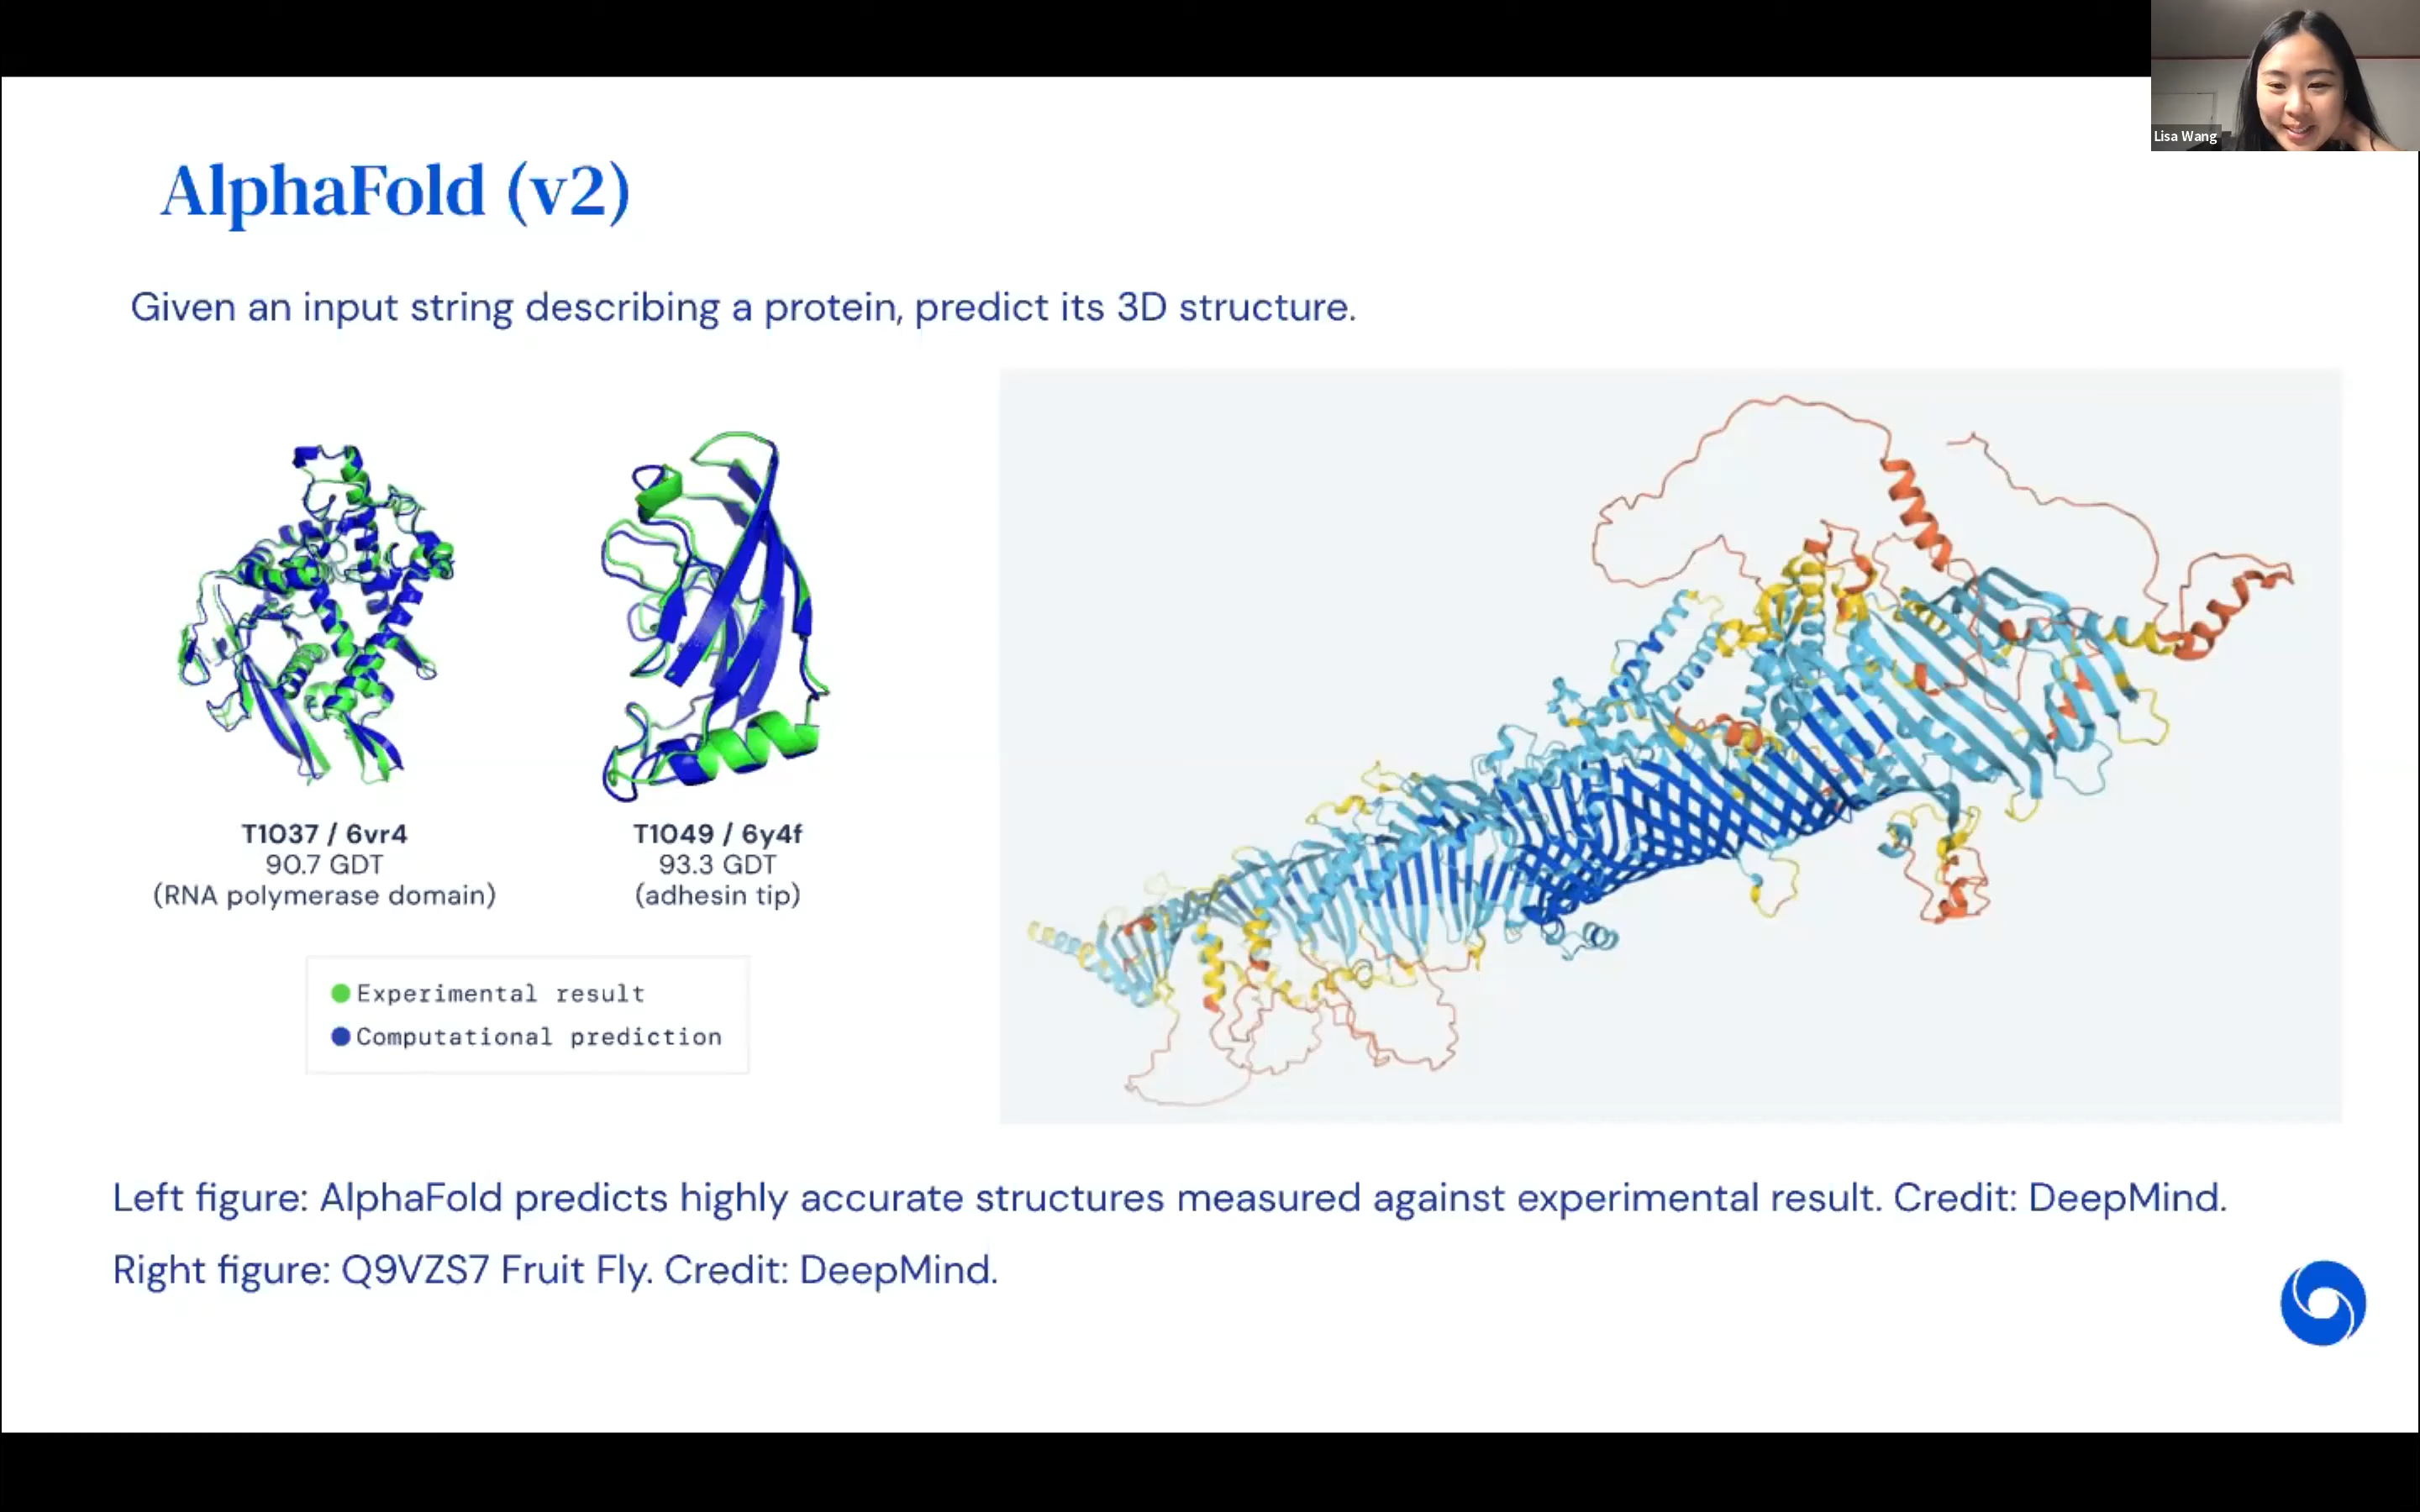 Lisa Wang
AlphaFold (v2)
Given an input string describing a protein, predict its 3D structure.
T1037 / 6vr4
90.7 GDT
(RNA polymerase domain)
T1049 / 6y4f
93.3 GDT
(adhesin tip)
Experimental result
Computational prediction
Left figure: AlphaFold predicts highly accurate structures measured against experimental result. Credit: DeepMind.
Right figure: Q9VZS7 Fruit Fly. Credit: DeepMind.